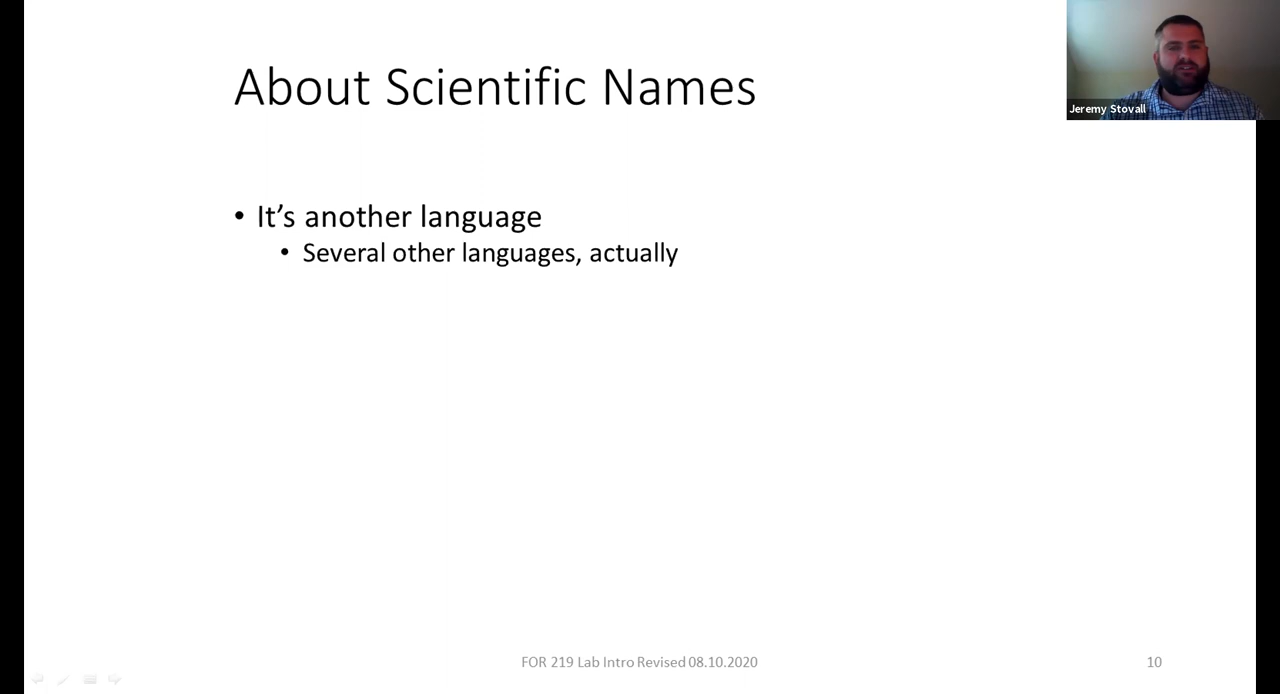 About Scientific Names
Jeremy Stovall
• It’s another language
• Several other languages, actually
FOR 219 Lab Intro Revised 08.10.2020
10